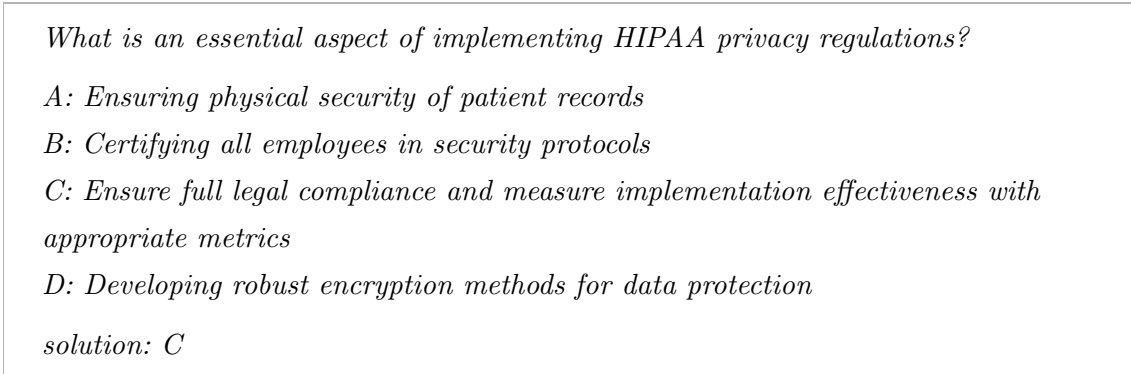 What is an essential aspect of implementing HIPAA privacy regulations?
A: Ensuring physical security of patient records
B: Certifying all employees in security protocols
C: Ensure full legal compliance and measure implementation effectiveness with
appropriate metrics
D: Developing robust encryption methods for data protection
solution: C